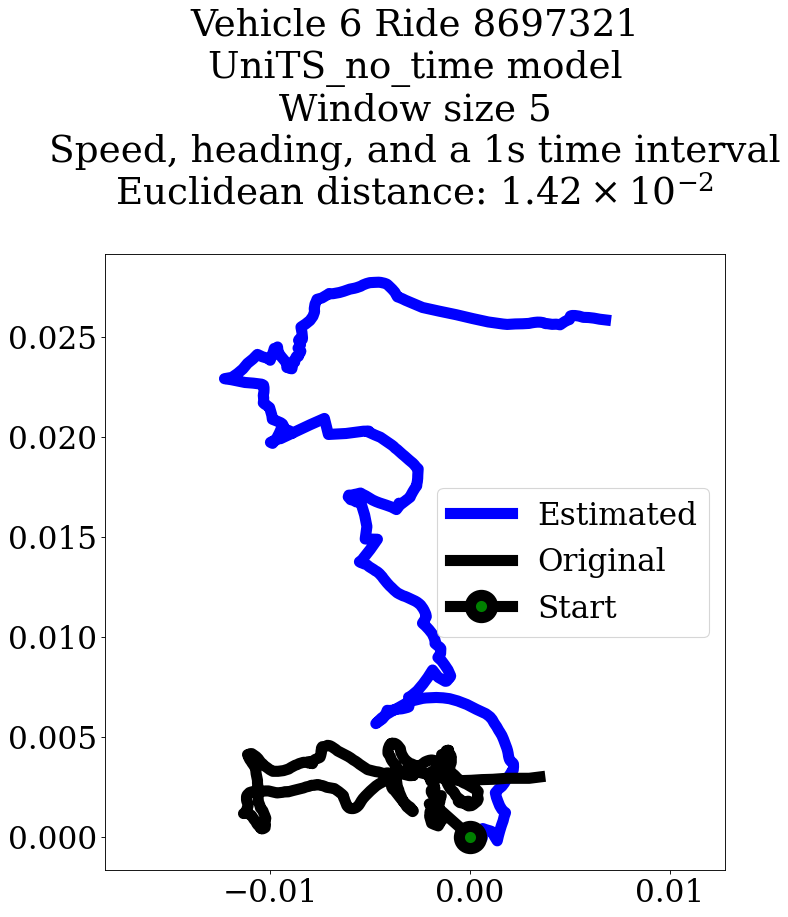 Vehicle 6 Ride 8697321
UniTS_no_time model
Window size 5
Speed, heading, and a 1s time interval
Euclidean distance: 1.42 × 10⁻²
0.025
0.020
0.015
0.010
0.005
0.000
Estimated
Original
Start
−0.01 0.00 0.01